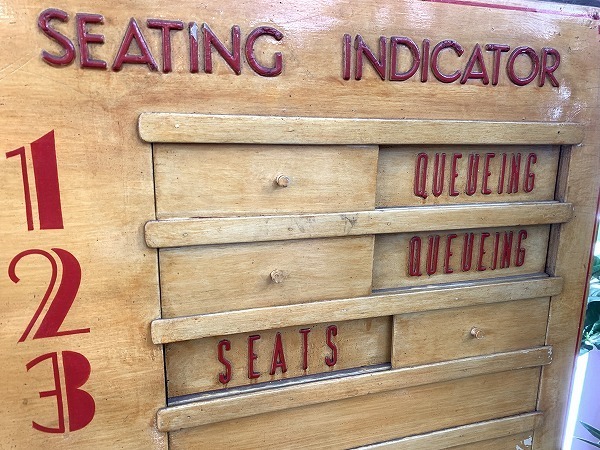 SEATING INDICATOR
1 QUEUEING
2 QUEUEING
3 SEATS